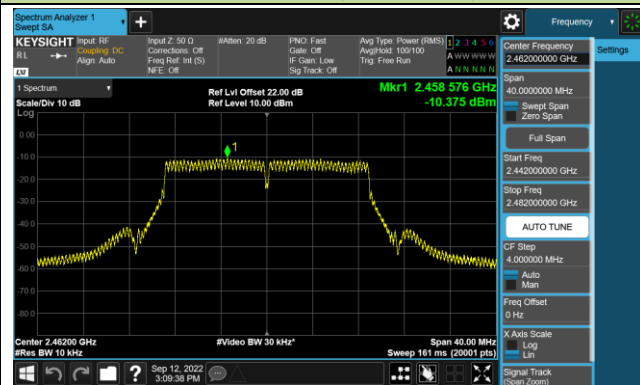 Spectrum Analyzer 1
Swept SA
Frequency
KEYSIGHT
RL
LXI
Input: RF
Coupling: DC
Align: Auto
Input Z: 50 Ω
Corrections: Off
Freq Ref: Int (S)
NFE: Off
#Atten: 20 dB
PNO: Fast
Gate: Off
IF Gain: Low
Sig Track: Off
Avg Type: Power (RMS)
Avg|Hold: 100/100
Trig: Free Run
1 2 3 4 5 6
A W W W W W
A N N N N N
Center Frequency
2.462000000 GHz
Settings
1 Spectrum
Scale/Div 10 dB
Log
Ref Lvl Offset 22.00 dB
Ref Level 10.00 dBm
Mkr1 2.458 576 GHz
-10.375 dBm
Span
40.0000000 MHz
Swept Span
Zero Span
Full Span
Start Freq
2.442000000 GHz
Stop Freq
2.482000000 GHz
AUTO TUNE
CF Step
4.000000 MHz
Auto
Man
Freq Offset
0 Hz
X Axis Scale
Log
Lin
Signal Track
(Span Zoom)
1
0.00
-10.0
-20.0
-30.0
-40.0
-50.0
-60.0
-70.0
-80.0
Center 2.46200 GHz
#Res BW 10 kHz
#Video BW 30 kHz*
Span 40.00 MHz
Sweep 161 ms (20001 pts)
?
Sep 12, 2022
3:09:38 PM